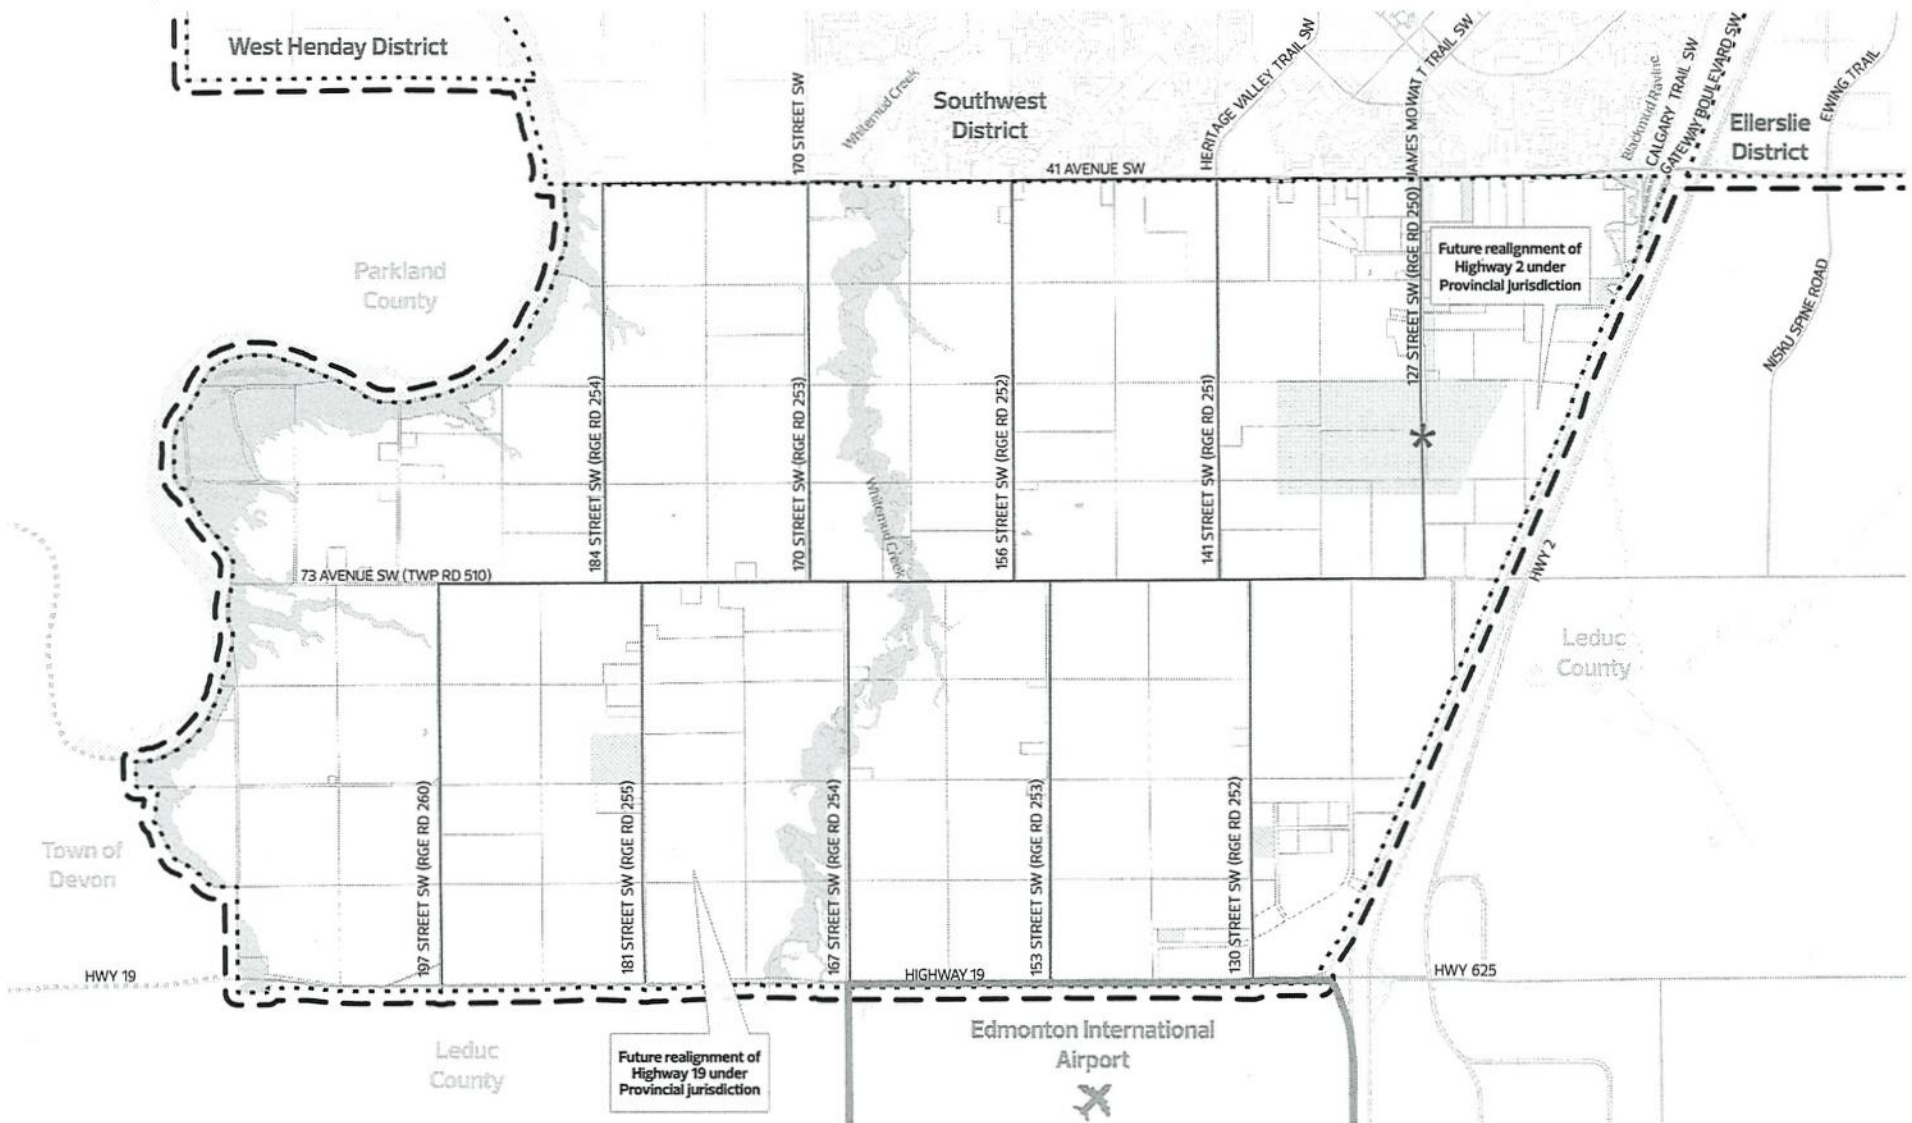 West Henday District
Southwest
District
Ellerslie
District
170 STREET SW
Whitemud Creek
HERITAGE VALLEY TRAIL SW
JAMES MOWATT TRAIL SW
Blackmud Ravine
CALGARY TRAIL SW
GATEWAY BOULEVARD SW
EWING TRAIL
41 AVENUE SW
Parkland
County
Future realignment of
Highway 2 under
Provincial jurisdiction
127 STREET SW (RGE RD 250)
NISKU SPINE ROAD
184 STREET SW (RGE RD 254)
170 STREET SW (RGE RD 253)
156 STREET SW (RGE RD 252)
141 STREET SW (RGE RD 251)
Whitemud Creek
HWY 2
73 AVENUE SW (TWP RD 510)
Leduc
County
Town of
Devon
197 STREET SW (RGE RD 260)
181 STREET SW (RGE RD 255)
167 STREET SW (RGE RD 254)
153 STREET SW (RGE RD 253)
130 STREET SW (RGE RD 252)
HWY 19
HIGHWAY 19
HWY 625
Leduc
County
Future realignment of
Highway 19 under
Provincial jurisdiction
Edmonton International
Airport